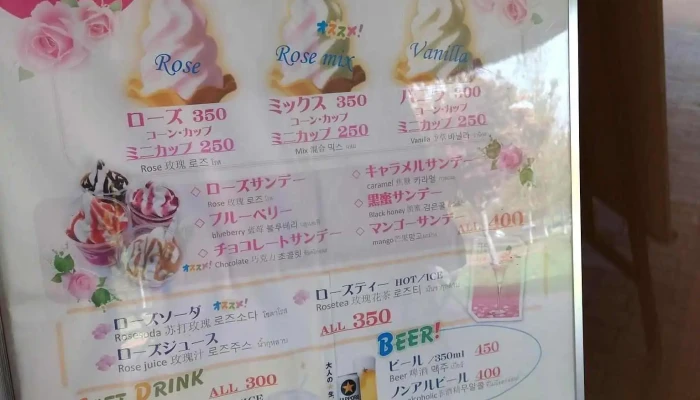 Rose
オススメ!
Rose mix
Vanilla
ローズ 350
コーン・カップ
ミニカップ 250
Rose 玫瑰 로즈
ミックス 350
コーン・カップ
ミニカップ 250
Mix 混合 믹스
コーン・カップ
ミニカップ 250
Vanilla
ローズサンデー
Rose 玫瑰 로즈
ブルーベリー
blueberry 蓝莓 블루베리
チョコレートサンデー
オススメ!
Chocolate 巧克力 초콜릿
キャラメルサンデー
caramel 焦糖 카라멜
黒蜜サンデー
Black honey 黑蜜 검은꿀
マンゴーサンデー
mango 芒果 망고
ALL 400
ローズソーダ オススメ!
Rosesoda 苏打玫瑰 로즈소다
ローズジュース
Rose juice 玫瑰汁 로즈주스
ローズティー HOT/ICE
Rosetea 玫瑰花茶 로즈티
ALL 350
DRINK
ALL 300
BEER!
ビール /350ml 450
Beer 啤酒 맥주
ノンアルビール 400